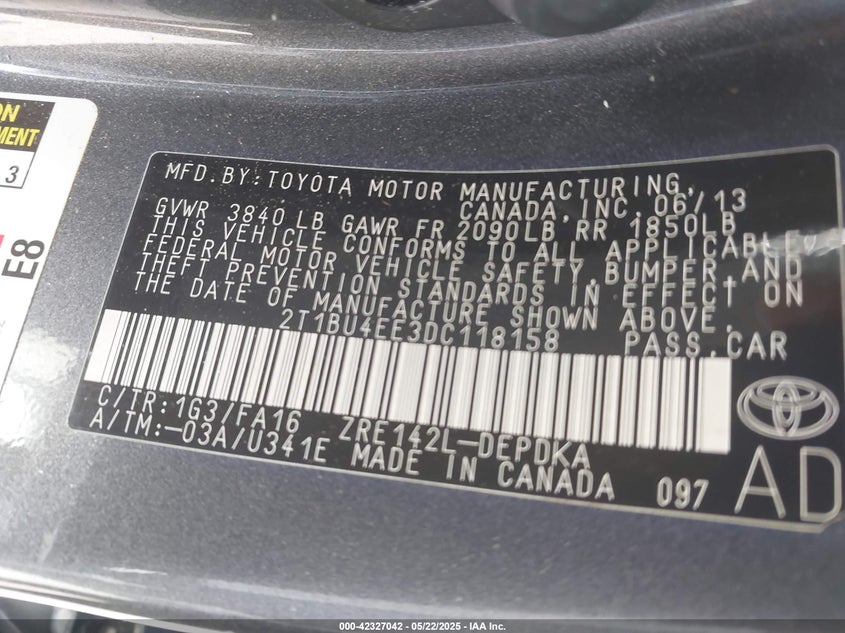 ON
MENT
3
E8
MFD. BY: TOYOTA MOTOR MANUFACTURING,
CANADA, INC. 06/13
GVWR 3840 LB GAWR FR 2090LB RR 1850LB
THIS VEHICLE CONFORMS TO ALL APPLICABLE
FEDERAL MOTOR VEHICLE SAFETY, BUMPER, AND
THEFT PREVENTION STANDARDS IN EFFECT ON
THE DATE OF MANUFACTURE SHOWN ABOVE.
2T1BU4EE3DC118158 PASS. CAR
C/TR: 1G3/FA16 ZRE142L-DEPDKA
A/TM:-03A/U341E MADE IN CANADA 097
AD
000-42327042 — 05/22/2025 — IAA Inc.